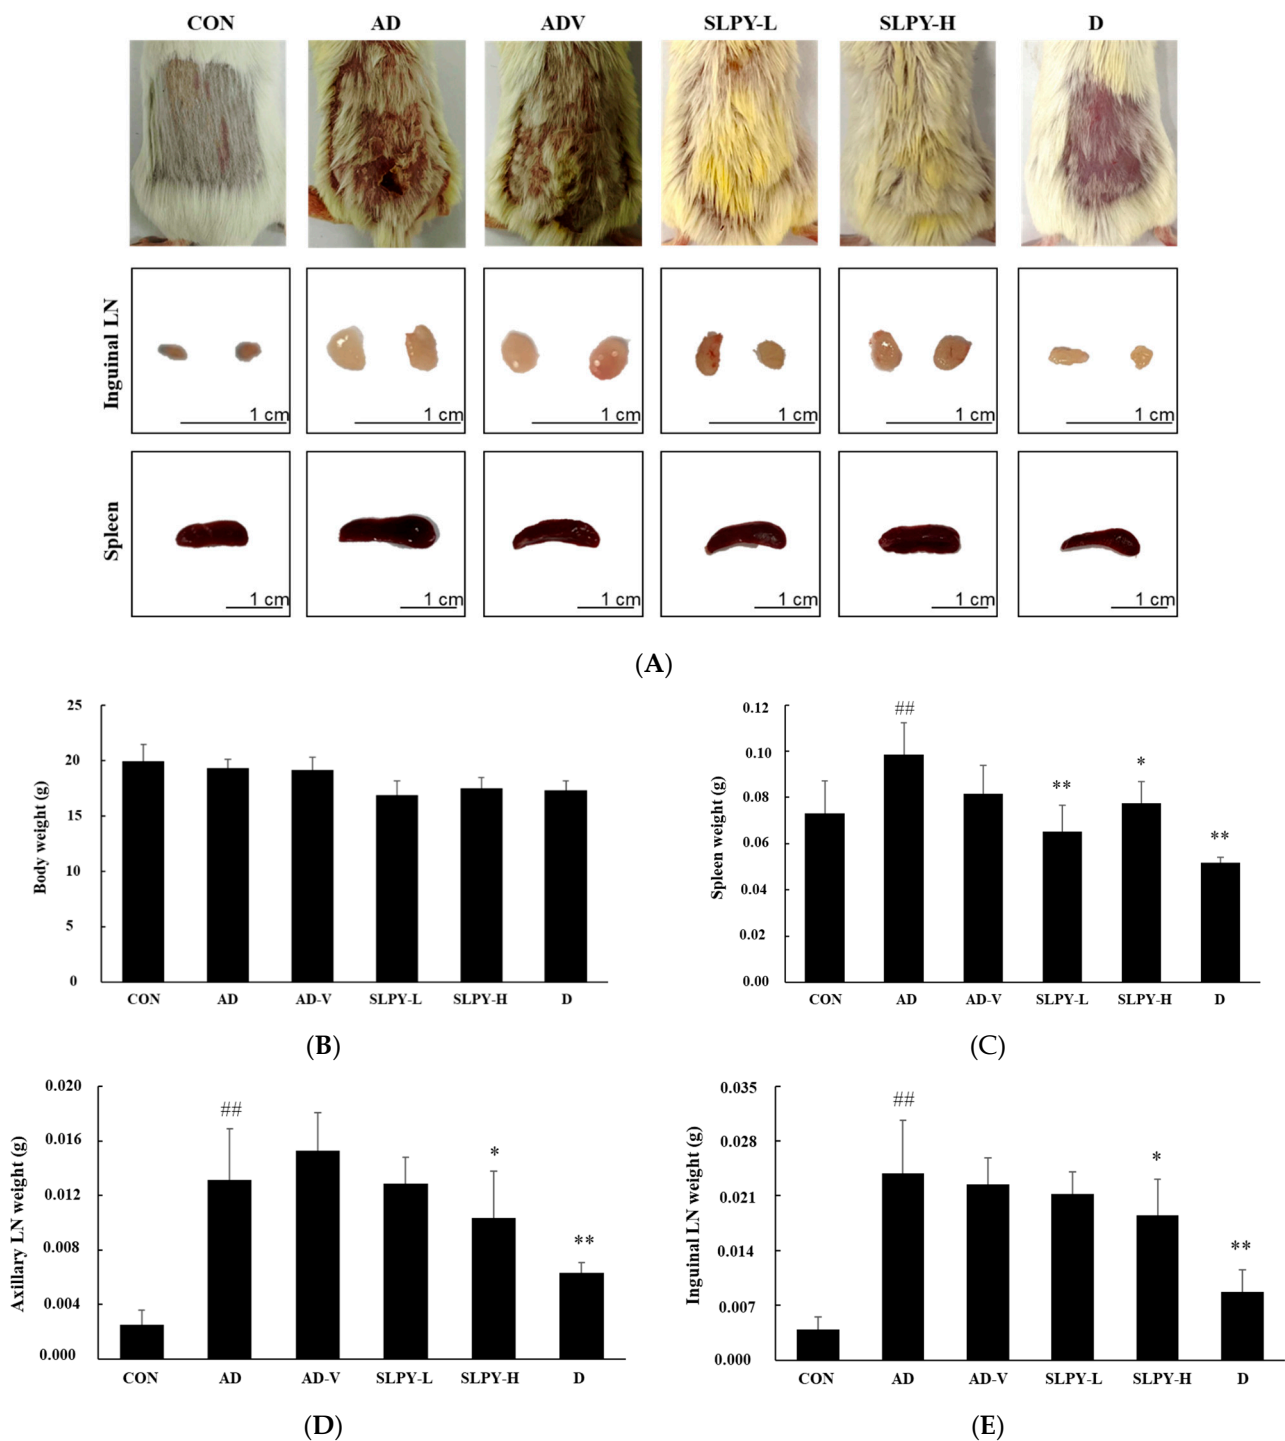 CON AD ADV SLPY-L SLPY-H D
Inguinal LN
1 cm 1 cm 1 cm 1 cm 1 cm 1 cm
Spleen
1 cm 1 cm 1 cm 1 cm 1 cm 1 cm
(A)
Body weight (g)
25
20
15
10
5
0
CON AD AD-V SLPY-L SLPY-H D
(B)
Spleen weight (g)
0.12
0.10
0.08
0.06
0.04
0.02
0.00
##
**
*
**
CON AD AD-V SLPY-L SLPY-H D
(C)
Axillary LN weight (g)
0.020
0.016
0.012
0.008
0.004
0.000
##
*
**
CON AD AD-V SLPY-L SLPY-H D
(D)
Inguinal LN weight (g)
0.035
0.028
0.021
0.014
0.007
0.000
##
*
**
CON AD AD-V SLPY-L SLPY-H D
(E)